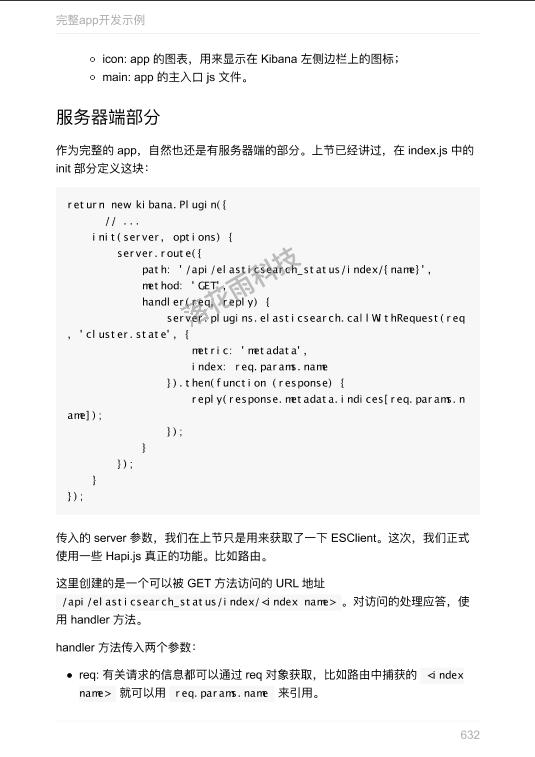 完整app开发示例
icon: app 的图表，用来显示在 Kibana 左侧边栏上的图标；
main: app 的主入口 js 文件。
服务器端部分
作为完整的 app，自然也还是有服务器端的部分。上节已经讲过，在 index.js 中的
init 部分定义这块：
return new kibana.Plugin({
// ...
init(server, options) {
server.route({
path: '/api/elasticsearch_status/index/{name}',
method: 'GET',
handler(req, reply) {
server.plugins.elasticsearch.callWithRequest(req
, 'cluster.state', {
metric: 'metadata',
index: req.params.name
}).then(function (response) {
reply(response.metadata.indices[req.params.n
ame]);
});
}
});
}
});
落花雨科技
传入的 server 参数，我们在上节只是用来获取了一下 ESClient。这次，我们正式
使用一些 Hapi.js 真正的功能。比如路由。
这里创建的是一个可以被 GET 方法访问的 URL 地址
/api/elasticsearch_status/index/<index name> 。对访问的处理应答，使
用 handler 方法。
handler 方法传入两个参数：
req: 有关请求的信息都可以通过 req 对象获取，比如路由中捕获的 <index
name> 就可以用 req.params.name 来引用。
632